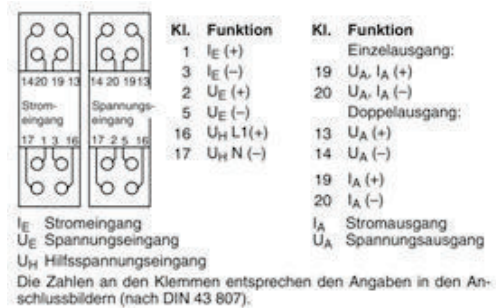 1420 19 13
Strom-
eingang
17 1 3 16
14 20 1913
Spannungs-
eingang
17 2 5 16
Kl. Funktion
1 IE (+)
3 IE (–)
2 UE (+)
5 UE (–)
16 UH L1(+)
17 UH N (–)
Kl. Funktion
Einzelausgang:
19 UA, IA (+)
20 UA, IA (–)
Doppelausgang:
13 UA (+)
14 UA (–)
19 IA (+)
20 IA (–)
IE Stromeingang
UE Spannungseingang
UH Hilfsspannungseingang
IA Stromausgang
UA Spannungsausgang
Die Zahlen an den Klemmen entsprechen den Angaben in den An-
schlussbildern (nach DIN 43 807).